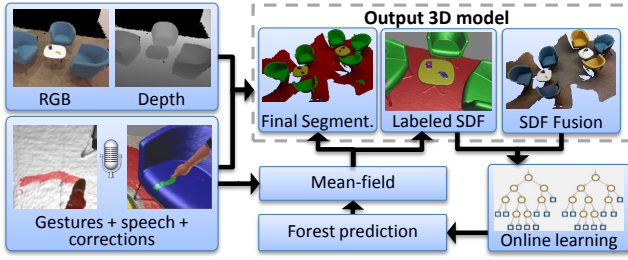 Output 3D model
RGB
Depth
Final Segment.
Labeled SDF
SDF Fusion
Gestures + speech +
corrections
Mean-field
Forest prediction
Online learning